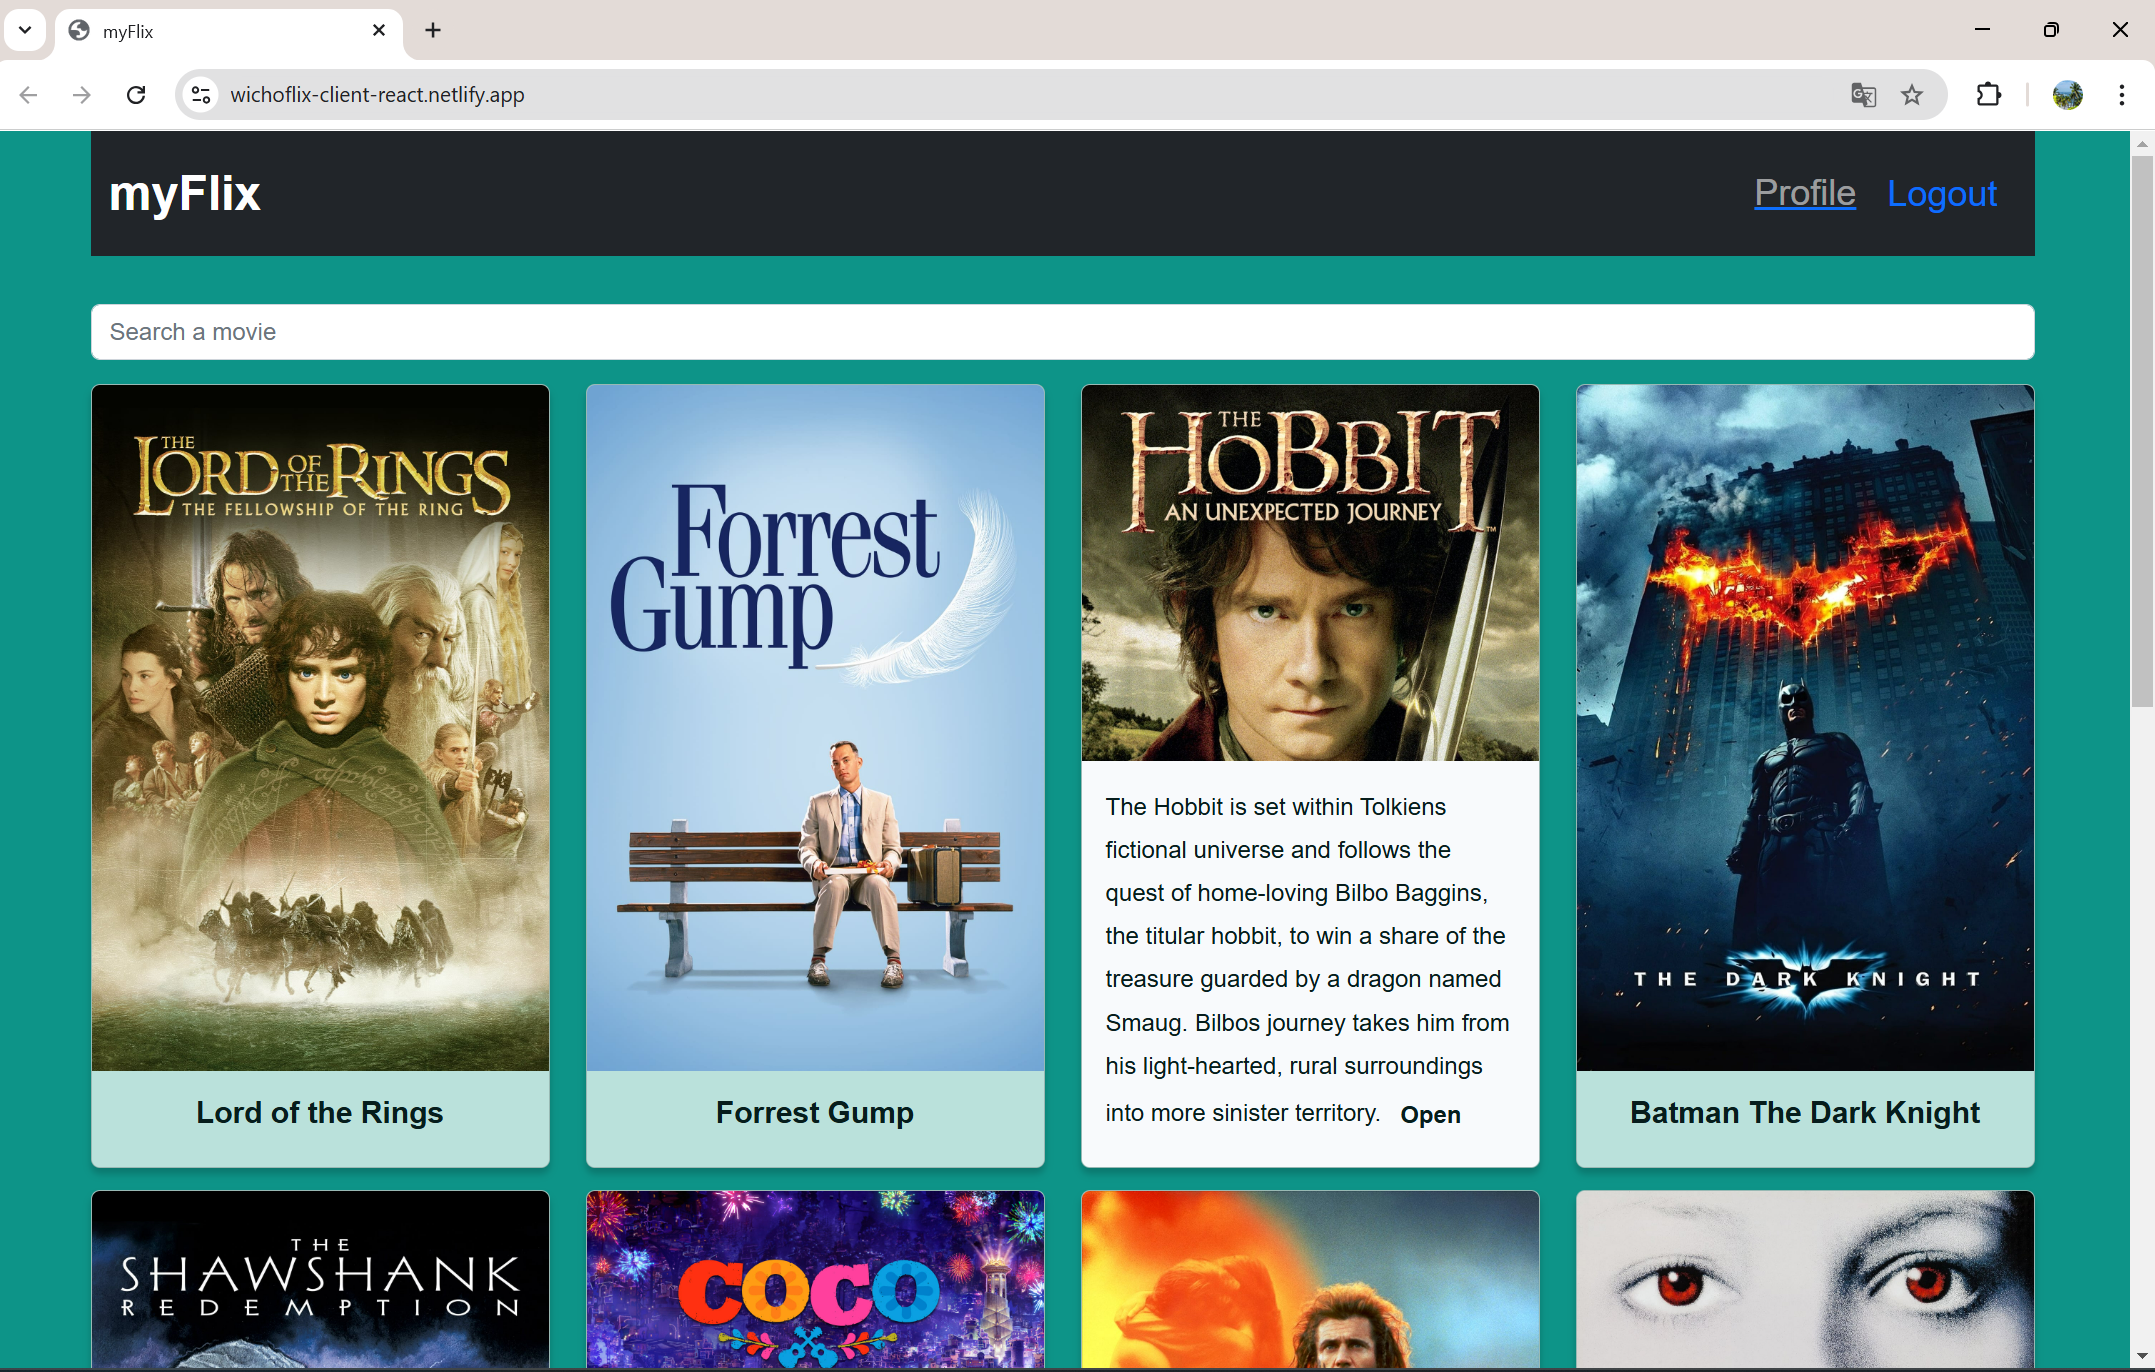 myFlix
wichoflix-client-react.netlify.app
myFlix
Profile Logout
Search a movie
THE
LORD OF THE RINGS
THE FELLOWSHIP OF THE RING
Lord of the Rings
Forrest
Gump
Forrest Gump
THE
HOBBIT
AN UNEXPECTED JOURNEY
TM
The Hobbit is set within Tolkiens
fictional universe and follows the
quest of home-loving Bilbo Baggins,
the titular hobbit, to win a share of the
treasure guarded by a dragon named
Smaug. Bilbos journey takes him from
his light-hearted, rural surroundings
into more sinister territory. Open
THE DARK KNIGHT
Batman The Dark Knight
THE
SHAWSHANK
REDEMPTION
COCO